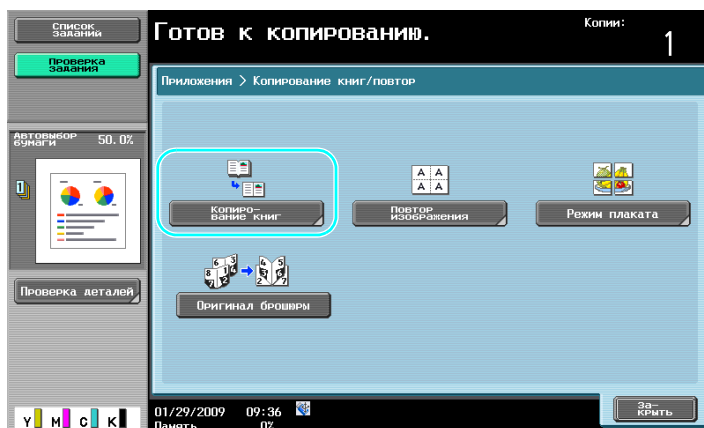 Список
заданий
Проверка
задания
Готов к копированию.
Копии:
1
Приложения > Копирование книг/повтор
Автовыбор
бумаги
50.0%
1
Копиро–
вание книг
A A
A A
Повтор
изображения
Режим плаката
Оригинал брошюры
Проверка деталей
За–
крыть
01/29/2009 09:36
Память 0%
Y M C K